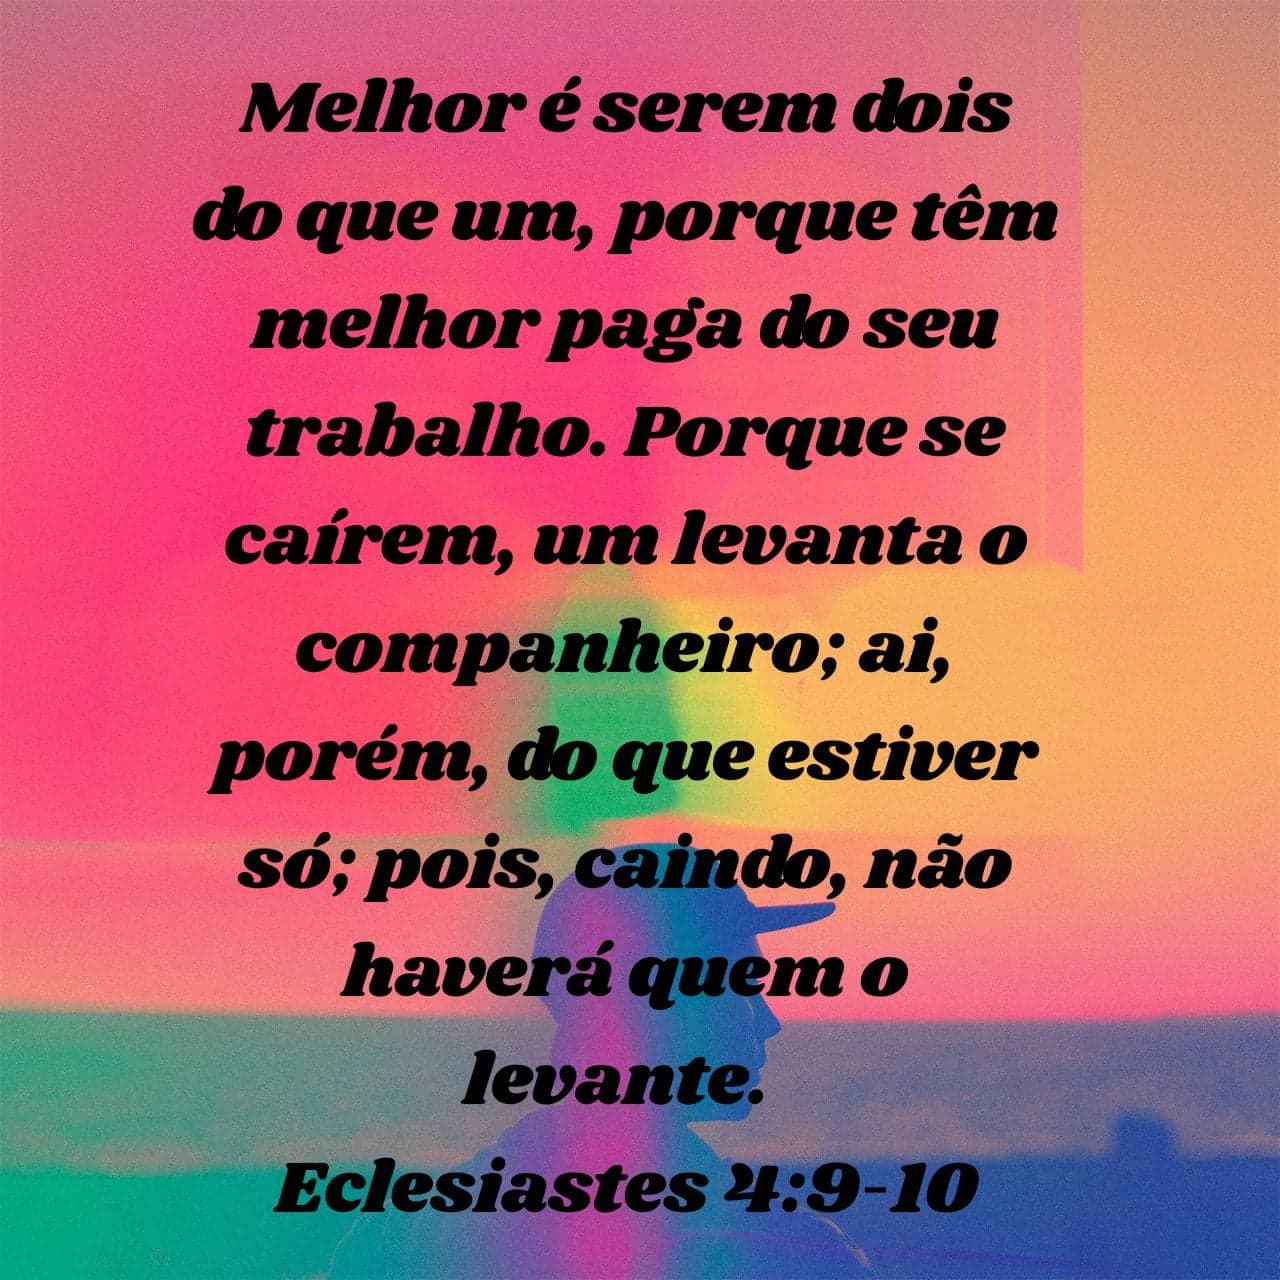 Melhor é serem dois
do que um, porque têm
melhor paga do seu
trabalho. Porque se
caírem, um levanta o
companheiro; ai,
porém, do que estiver
só; pois, caindo, não
haverá quem o
levante.
Eclesiastes 4:9-10